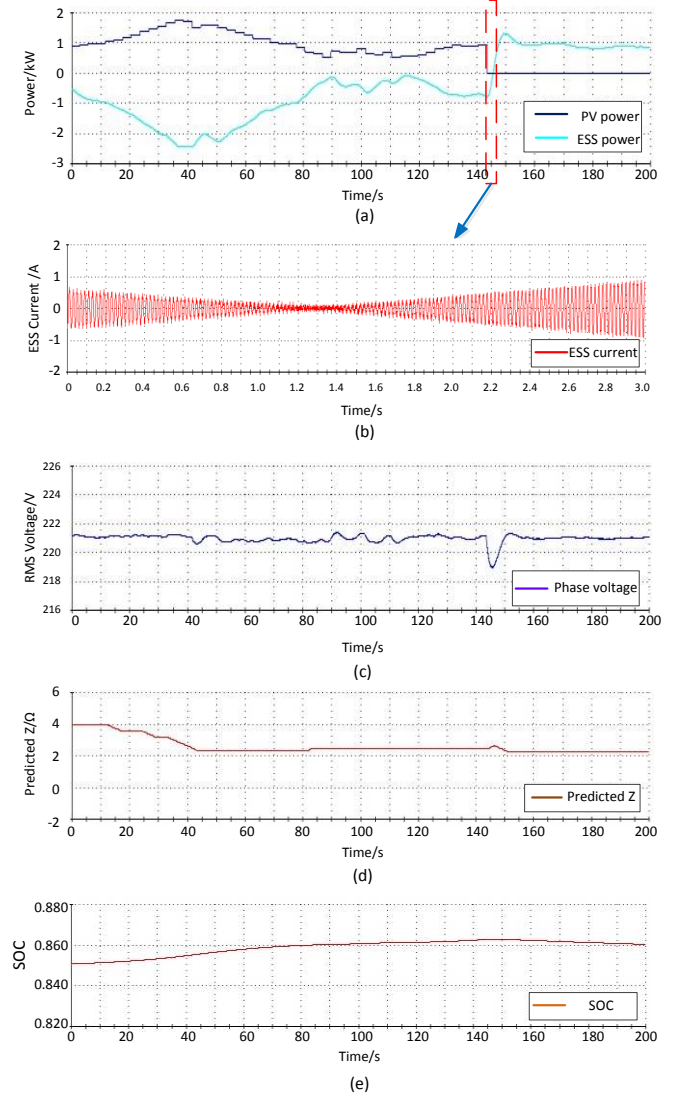 2
1
0
-1
-2
-3
Power/kW
PV power
ESS power
0 20 40 60 80 100 120 140 160 180 200
Time/s
(a)
2
1
0
-1
-2
ESS Current /A
ESS current
0 0.2 0.4 0.6 0.8 1.0 1.2 1.4 1.6 1.8 2.0 2.2 2.4 2.6 2.8 3.0
Time/s
(b)
226
224
221
220
218
216
RMS Voltage/V
Phase voltage
0 20 40 60 80 100 120 140 160 180 200
Time/s
(c)
6
4
2
0
-2
Predicted Z/Ω
Predicted Z
0 20 40 60 80 100 120 140 160 180 200
Time/s
(d)
0.880
0.860
0.840
0.820
SOC
SOC
0 20 40 60 80 100 120 140 160 180 200
Time/s
(e)